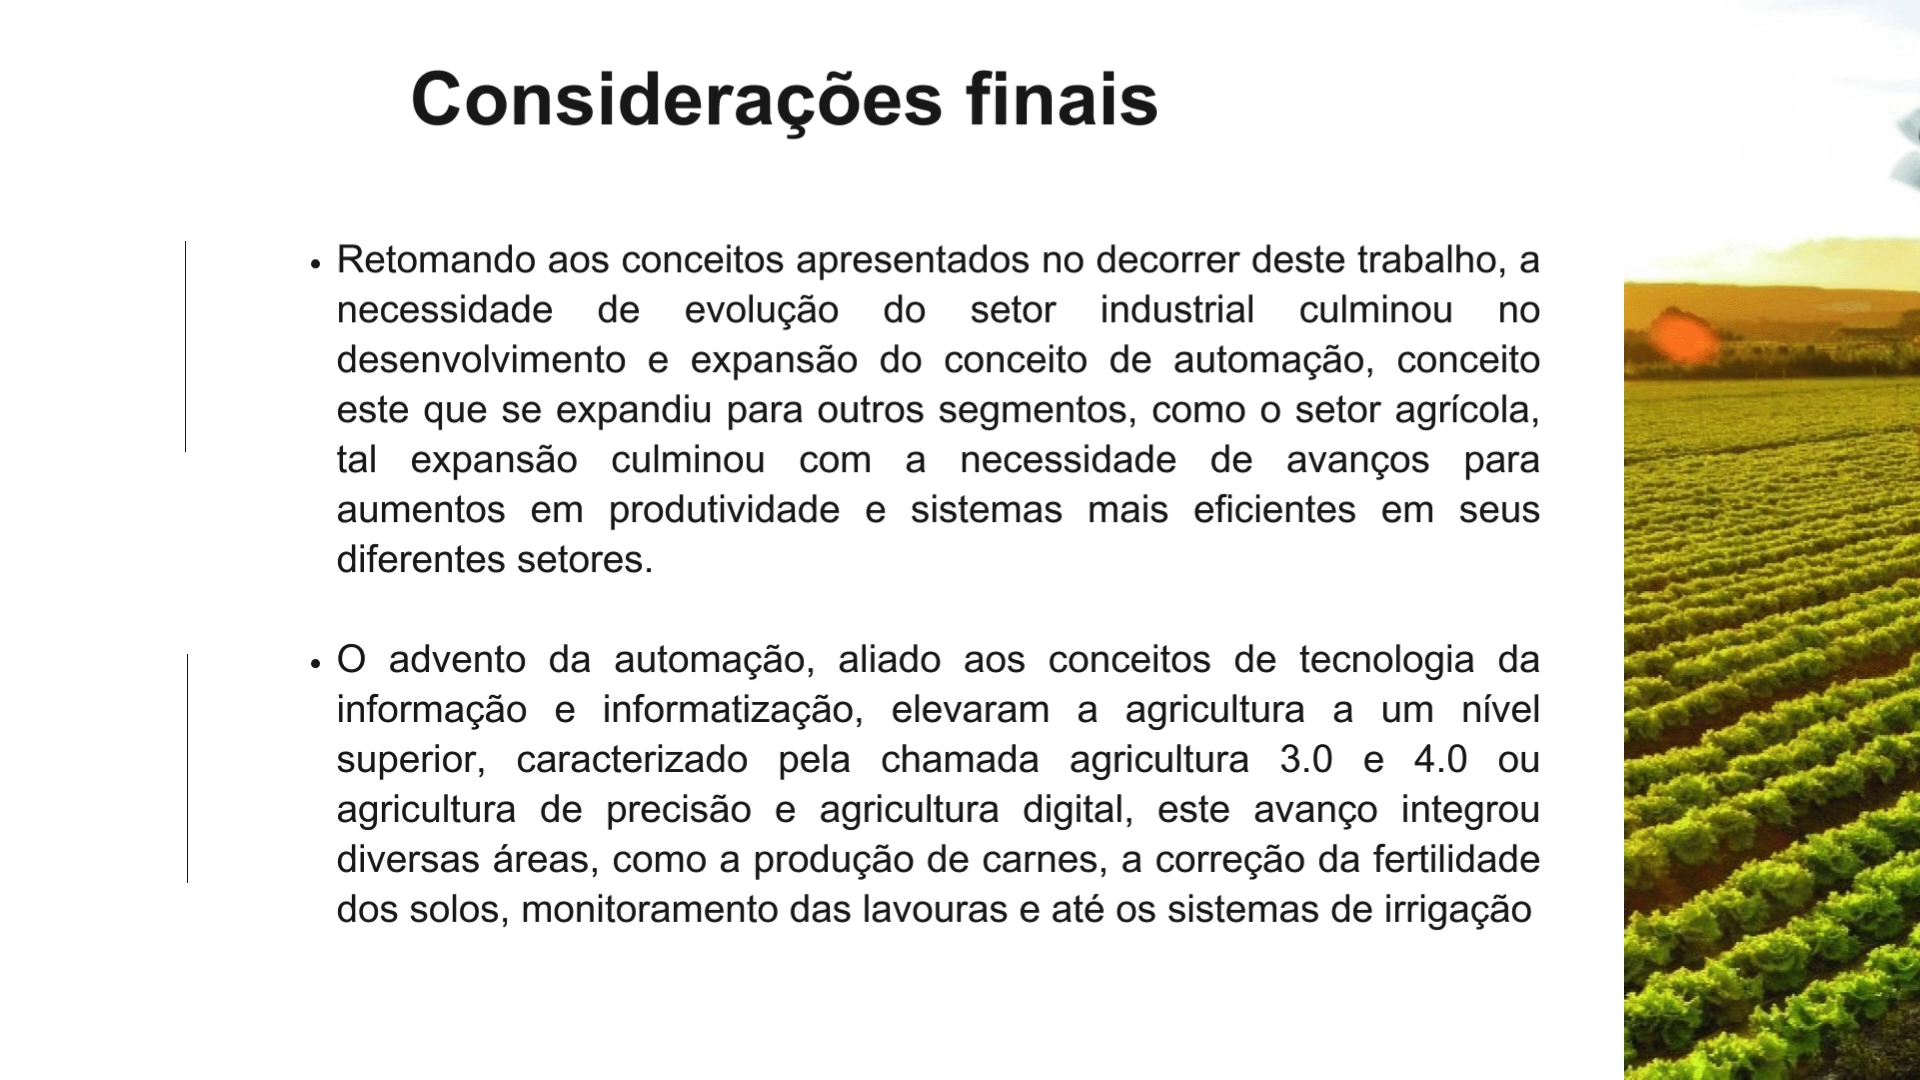 Considerações finais
• Retomando aos conceitos apresentados no decorrer deste trabalho, a
necessidade de evolução do setor industrial culminou no
desenvolvimento e expansão do conceito de automação, conceito
este que se expandiu para outros segmentos, como o setor agrícola,
tal expansão culminou com a necessidade de avanços para
aumentos em produtividade e sistemas mais eficientes em seus
diferentes setores.
• O advento da automação, aliado aos conceitos de tecnologia da
informação e informatização, elevaram a agricultura a um nível
superior, caracterizado pela chamada agricultura 3.0 e 4.0 ou
agricultura de precisão e agricultura digital, este avanço integrou
diversas áreas, como a produção de carnes, a correção da fertilidade
dos solos, monitoramento das lavouras e até os sistemas de irrigação